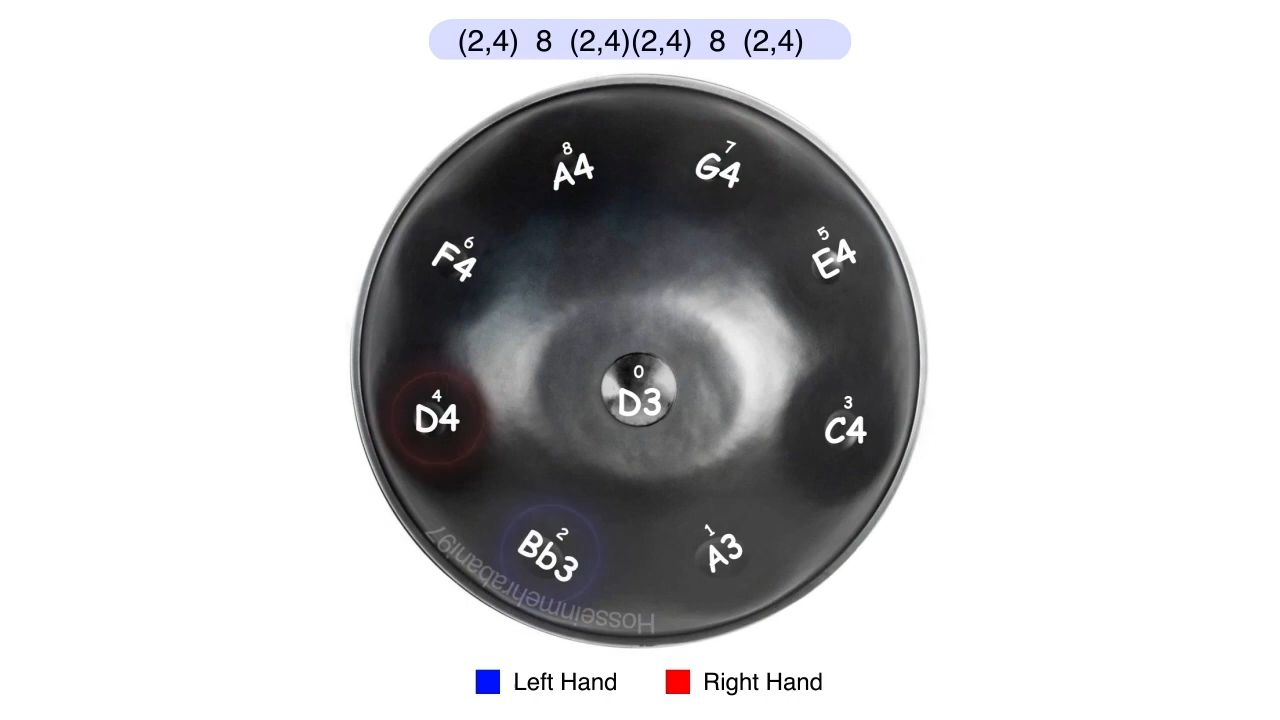 (2,4) 8 (2,4)(2,4) 8 (2,4)
8
A4
7
G4
6
F4
5
E4
0
D3
4
D4
3
C4
2
Bb3
1
A3
Hosseinmehrabani97
Left Hand
Right Hand